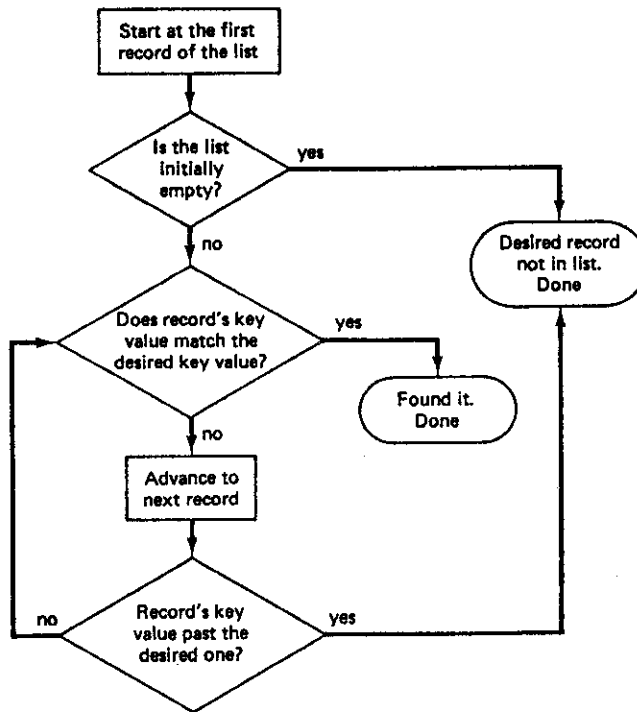 Start at the first
record of the list
Is the list
initially
empty?
yes
no
Desired record
not in list.
Done
Does record's key
value match the
desired key value?
yes
Found it.
Done
no
Advance to
next record
no
Record's key
value past the
desired one?
yes